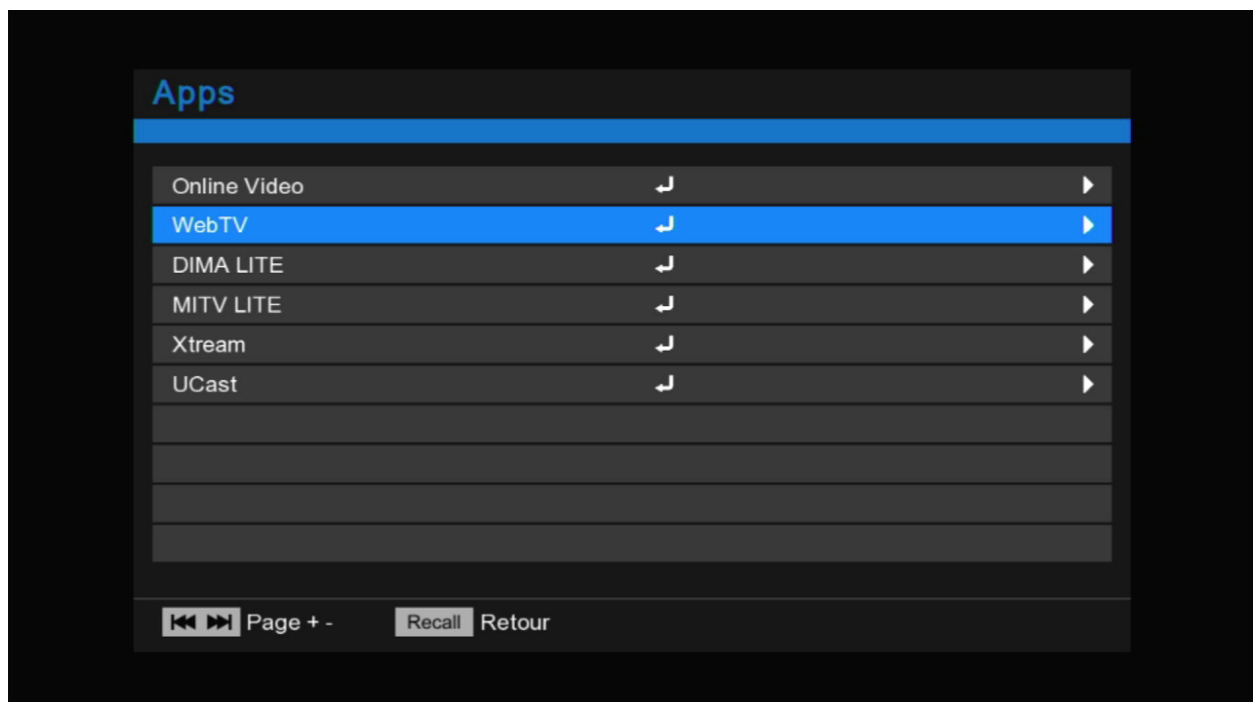 Apps
Online Video
WebTV
DIMA LITE
MITV LITE
Xtream
UCast
Page + - Recall Retour